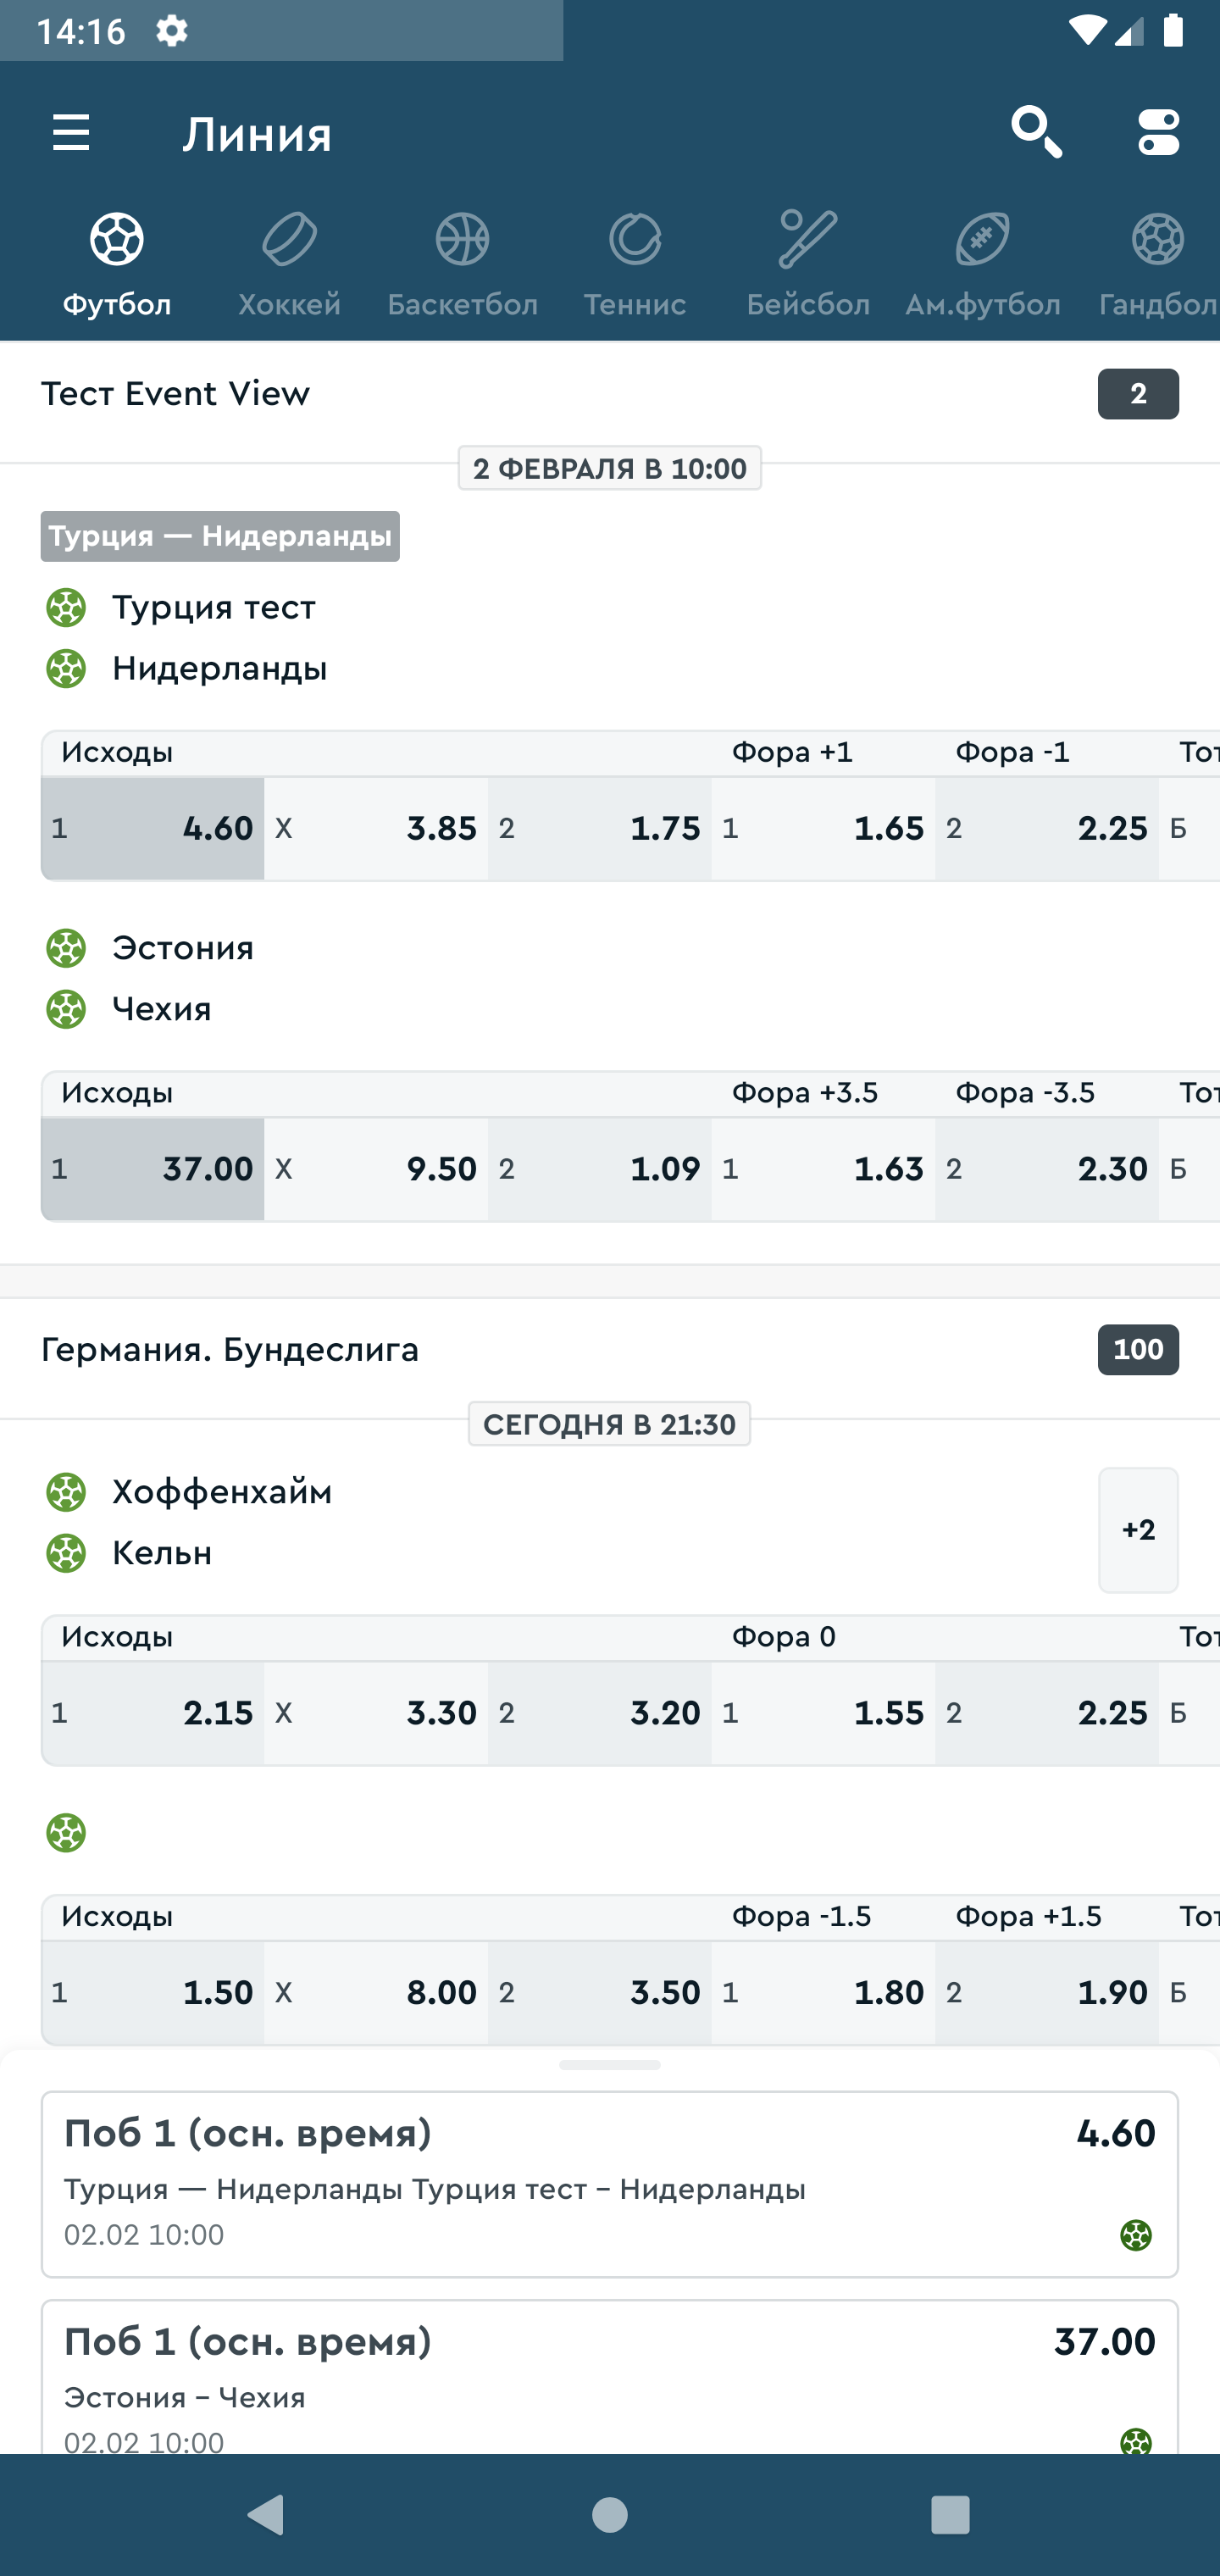 14:16
Линия
Футбол Хоккей Баскетбол Теннис Бейсбол Ам.футбол Гандбол
Тест Event View 2
2 ФЕВРАЛЯ В 10:00
Турция — Нидерланды
Турция тест
Нидерланды
Исходы Фора +1 Фора -1 Тот
1 4.60 X 3.85 2 1.75 1 1.65 2 2.25 Б
Эстония
Чехия
Исходы Фора +3.5 Фора -3.5 Тот
1 37.00 X 9.50 2 1.09 1 1.63 2 2.30 Б
Германия. Бундеслига 100
СЕГОДНЯ В 21:30
Хоффенхайм
+2
Кельн
Исходы Фора 0 Тот
1 2.15 X 3.30 2 3.20 1 1.55 2 2.25 Б
Исходы Фора -1.5 Фора +1.5 Тот
1 1.50 X 8.00 2 3.50 1 1.80 2 1.90 Б
Поб 1 (осн. время) 4.60
Турция — Нидерланды Турция тест – Нидерланды
02.02 10:00
Поб 1 (осн. время) 37.00
Эстония – Чехия
02.02 10:00